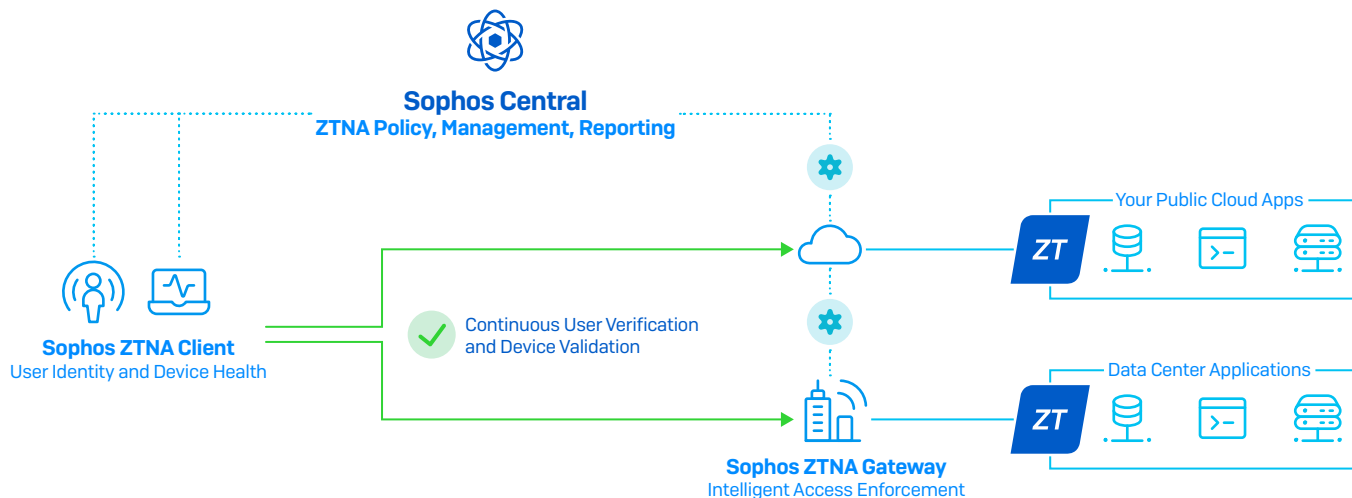 Sophos Central
ZTNA Policy, Management, Reporting
Your Public Cloud Apps
ZT
Sophos ZTNA Client
User Identity and Device Health
Continuous User Verification
and Device Validation
Data Center Applications
ZT
Sophos ZTNA Gateway
Intelligent Access Enforcement